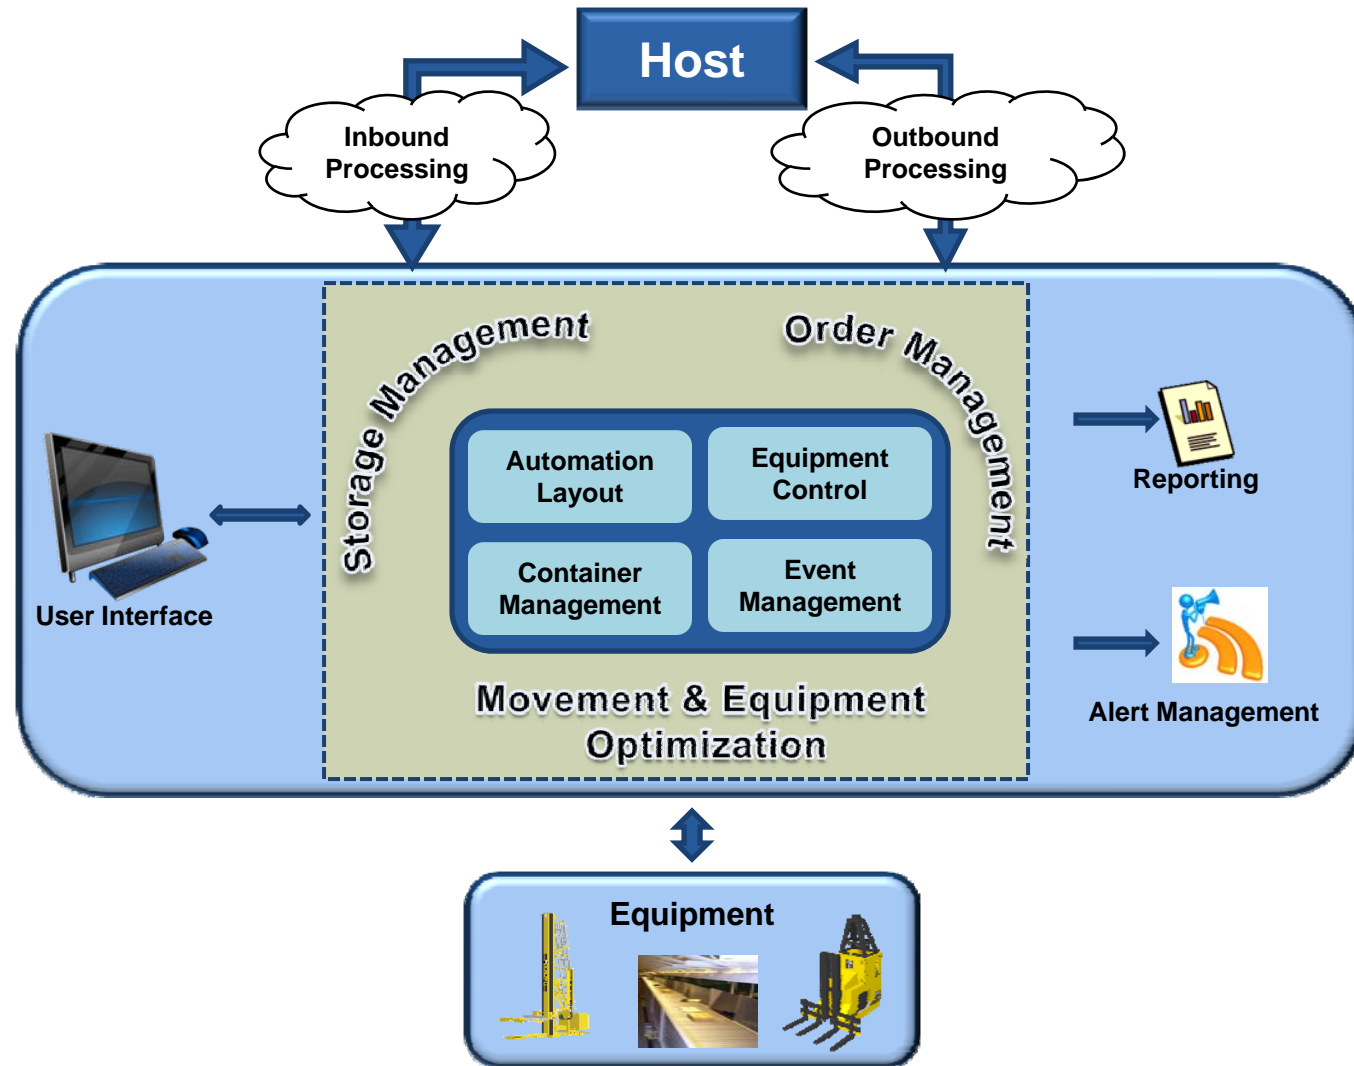 Host
Inbound
Processing
Outbound
Processing
Storage Management
Order Management
Automation
Layout
Equipment
Control
Container
Management
Event
Management
Movement & Equipment
Optimization
User Interface
Reporting
Alert Management
Equipment